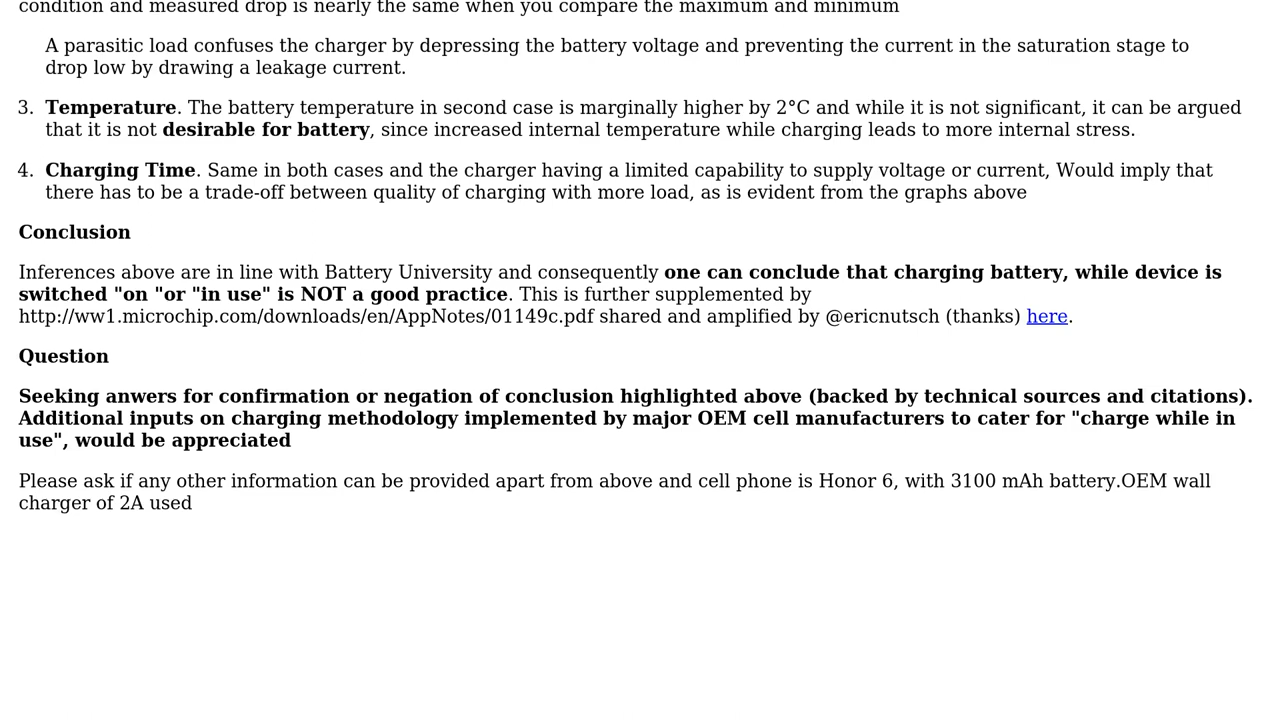 condition and measured drop is nearly the same when you compare the maximum and minimum
A parasitic load confuses the charger by depressing the battery voltage and preventing the current in the saturation stage to
drop low by drawing a leakage current.
3. Temperature. The battery temperature in second case is marginally higher by 2°C and while it is not significant, it can be argued
that it is not desirable for battery, since increased internal temperature while charging leads to more internal stress.
4. Charging Time. Same in both cases and the charger having a limited capability to supply voltage or current, Would imply that
there has to be a trade-off between quality of charging with more load, as is evident from the graphs above
Conclusion
Inferences above are in line with Battery University and consequently one can conclude that charging battery, while device is
switched "on "or "in use" is NOT a good practice. This is further supplemented by
http://ww1.microchip.com/downloads/en/AppNotes/01149c.pdf shared and amplified by @ericnutsch (thanks) here.
Question
Seeking anwers for confirmation or negation of conclusion highlighted above (backed by technical sources and citations).
Additional inputs on charging methodology implemented by major OEM cell manufacturers to cater for "charge while in
use", would be appreciated
Please ask if any other information can be provided apart from above and cell phone is Honor 6, with 3100 mAh battery.OEM wall
charger of 2A used